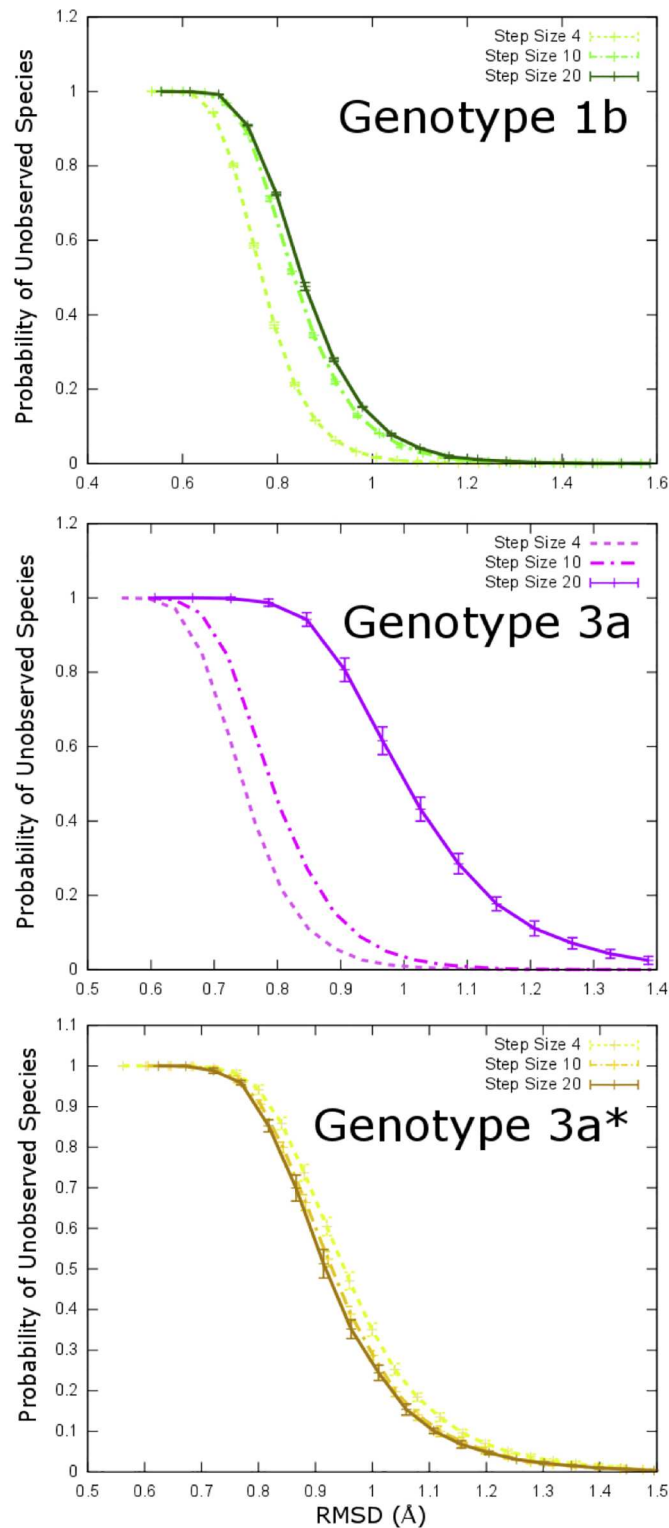 1.2
Step Size 4
Step Size 10
Step Size 20
Genotype 1b
1
0.8
0.6
0.4
0.2
0
Probability of Unobserved Species
0.4 0.6 0.8 1 1.2 1.4 1.6
1.2
Step Size 4
Step Size 10
Step Size 20
Genotype 3a
1
0.8
0.6
0.4
0.2
0
Probability of Unobserved Species
0.5 0.6 0.7 0.8 0.9 1 1.1 1.2 1.3 1.4
1.1
Step Size 4
Step Size 10
Step Size 20
Genotype 3a*
1
0.9
0.8
0.7
0.6
0.5
0.4
0.3
0.2
0.1
0
Probability of Unobserved Species
0.5 0.6 0.7 0.8 0.9 1 1.1 1.2 1.3 1.4 1.5
RMSD (Å)